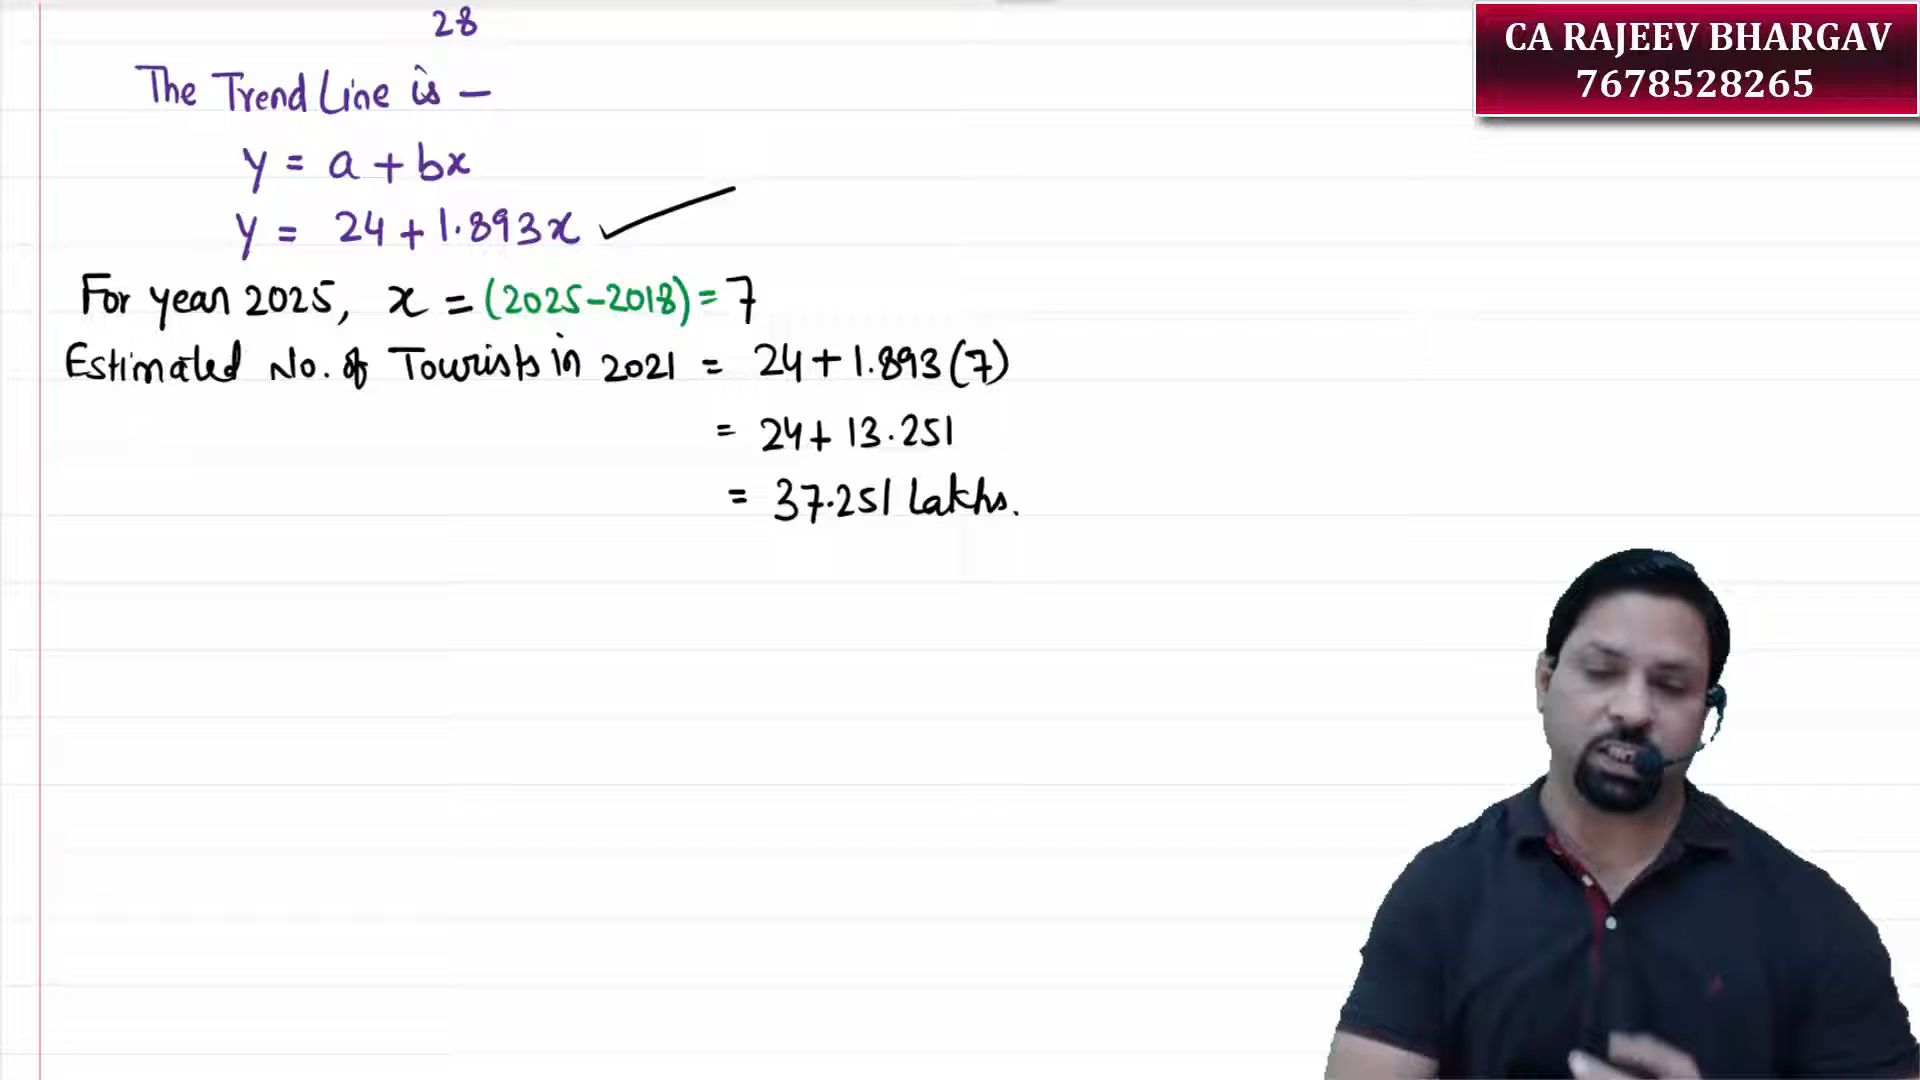 28
The Trend Line is —
y = a + bx
y = 24 + 1.893x
For year 2025, x = (2025-2018) = 7
Estimated No. of Tourists in 2021 = 24 + 1.893 (7)
= 24 + 13.251
= 37.251 lakhs.
CA RAJEEV BHARGAV
7678528265